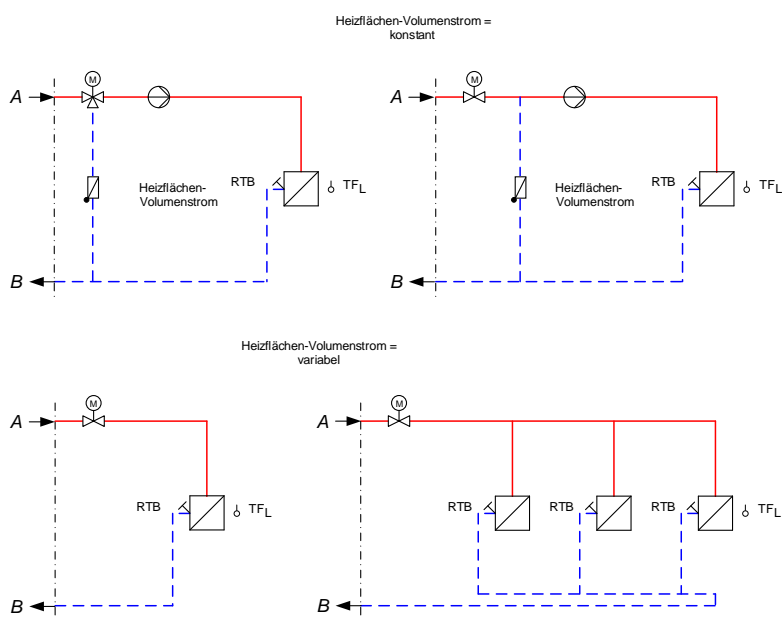 Heizflächen-Volumenstrom =
konstant
M
A
RTB
TFL
Heizflächen-
Volumenstrom
B
M
A
RTB
TFL
Heizflächen-
Volumenstrom
B
Heizflächen-Volumenstrom =
variabel
M
A
RTB
TFL
B
M
A
RTB
RTB
RTB
TFL
B